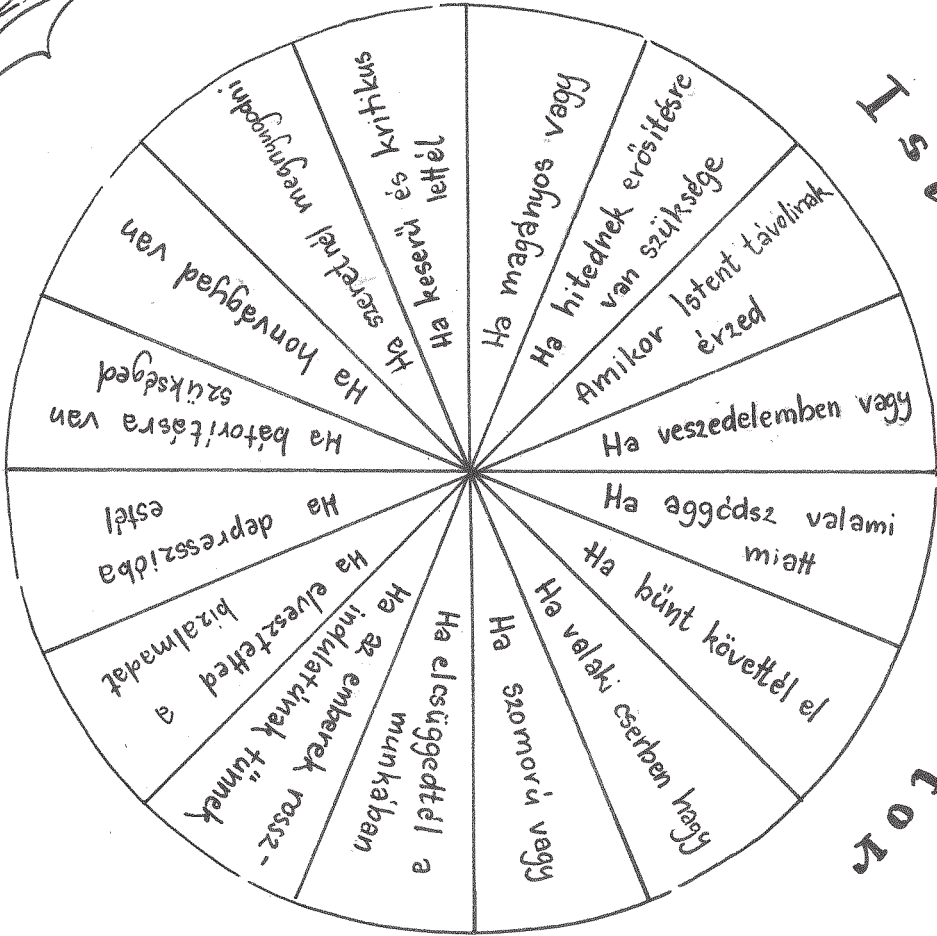 Ha magányos vagy
Ha hitednek erősítésre
van szüksége
Amikor Istent távolinak
érzed
Ha veszedelemben vagy
Ha aggódsz valami
miatt
Ha bűnt követtél el
Ha valaki cserben hagy
Ha szomorú vagy
Ha elcsüggedtél a
munkában
Ha az emberek rossz-
indulatúnak tűnnek
Ha elvesztetted a
bizalmadat
Ha depresszióba
estél
Ha bátorításra van
szükséged
Ha honvágyad van
Ha szeretnél megnyugodni
Ha keserű és kritikus
lettél
I s
t o r